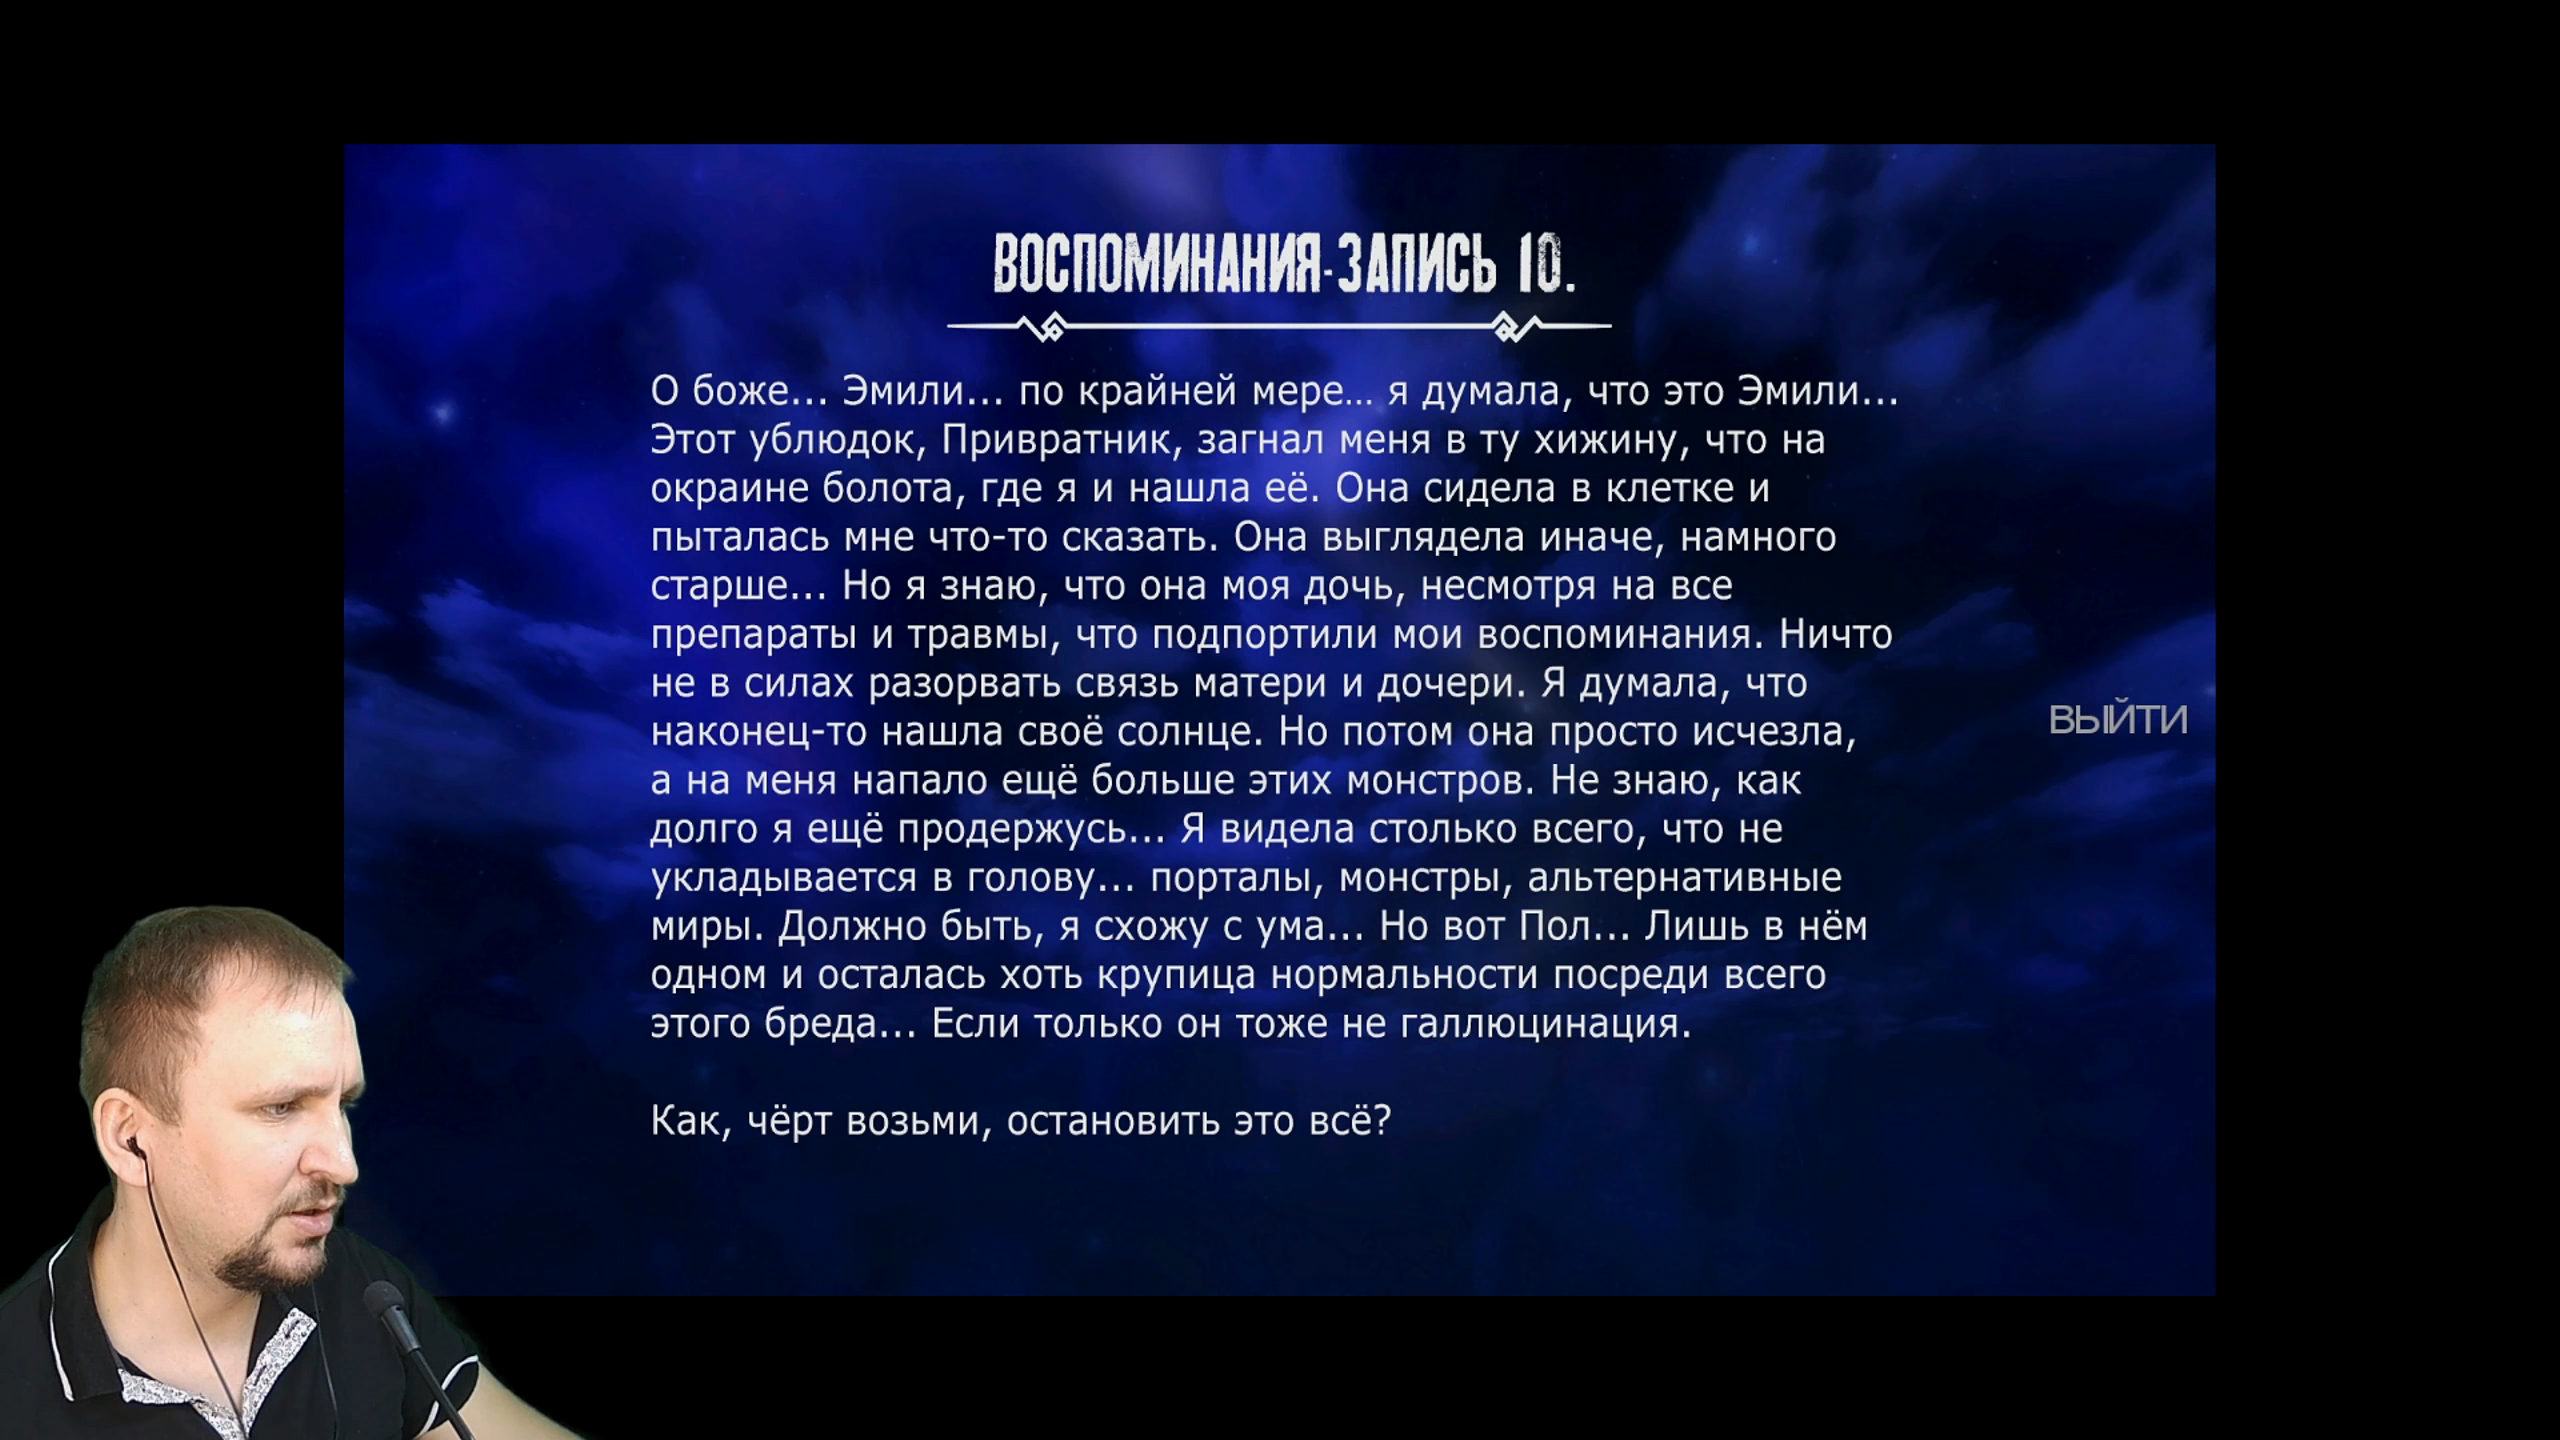 ВОСПОМИНАНИЯ-ЗАПИСЬ 10.
О боже... Эмили... по крайней мере... я думала, что это Эмили...
Этот ублюдок, Привратник, загнал меня в ту хижину, что на
окраине болота, где я и нашла её. Она сидела в клетке и
пыталась мне что-то сказать. Она выглядела иначе, намного
старше... Но я знаю, что она моя дочь, несмотря на все
препараты и травмы, что подпортили мои воспоминания. Ничто
не в силах разорвать связь матери и дочери. Я думала, что
наконец-то нашла своё солнце. Но потом она просто исчезла,
а на меня напало ещё больше этих монстров. Не знаю, как
долго я ещё продержусь... Я видела столько всего, что не
укладывается в голову... порталы, монстры, альтернативные
миры. Должно быть, я схожу с ума... Но вот Пол... Лишь в нём
одном и осталась хоть крупица нормальности посреди всего
этого бреда... Если только он тоже не галлюцинация.
Как, чёрт возьми, остановить это всё?
ВЫЙТИ